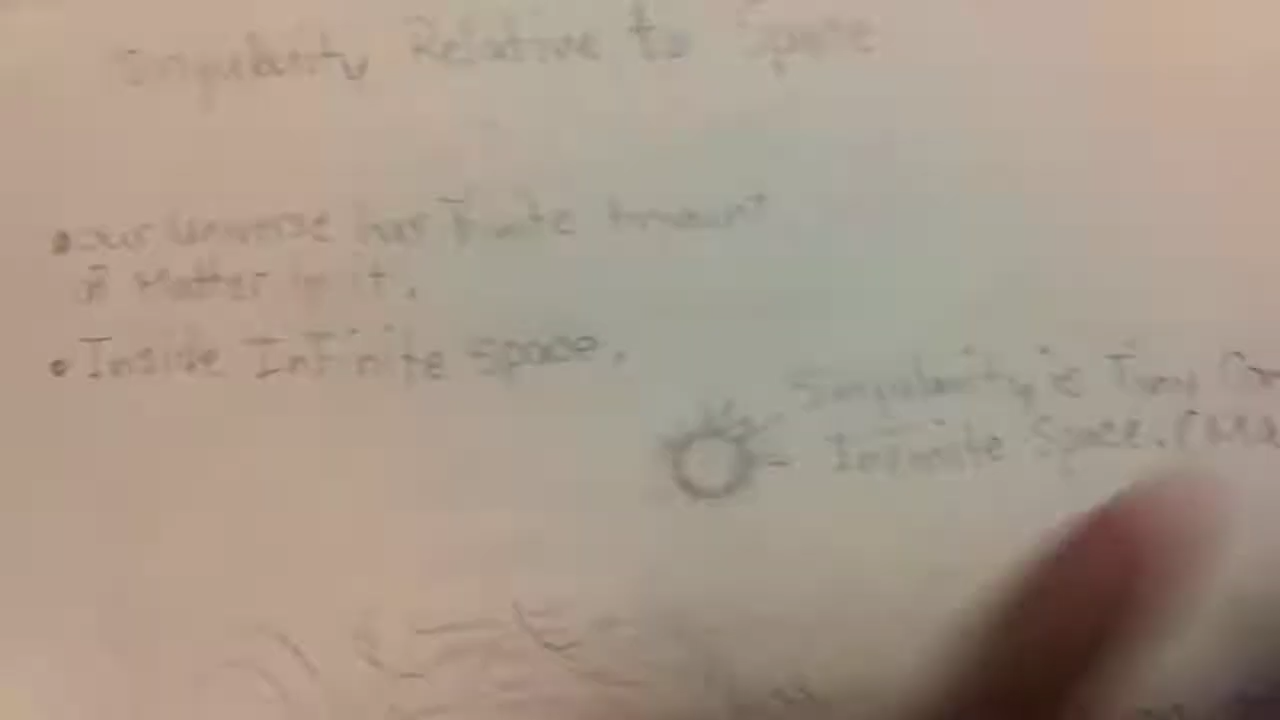 Singularity Relative to Space
• our universe has Finite Amount
of Matter in it.
• Inside Infinite space.
Singularity is Tiny
Infinite Space.